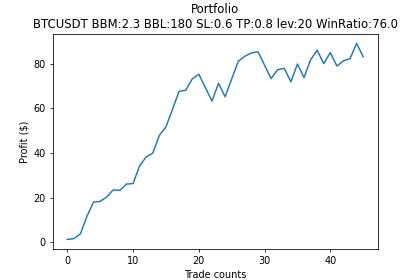 Portfolio
BTCUSDT BBM:2.3 BBL:180 SL:0.6 TP:0.8 lev:20 WinRatio:76.0
Profit ($)
80
60
40
20
0
0 10 20 30 40
Trade counts